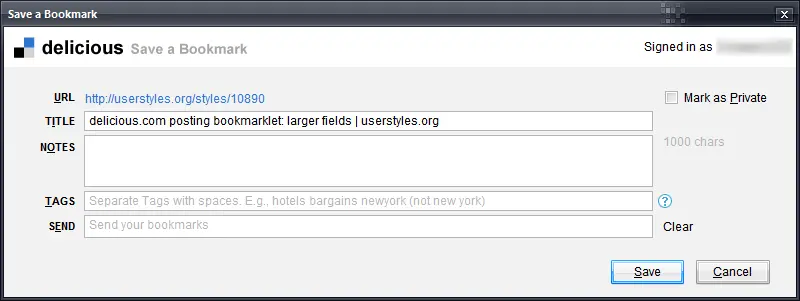 Save a Bookmark
delicious Save a Bookmark
Signed in as
URL http://userstyles.org/styles/10890 Mark as Private
TITLE delicious.com posting bookmarklet: larger fields | userstyles.org
NOTES 1000 chars
TAGS Separate Tags with spaces. E.g., hotels bargains newyork (not new york) ?
SEND Send your bookmarks Clear
Save Cancel